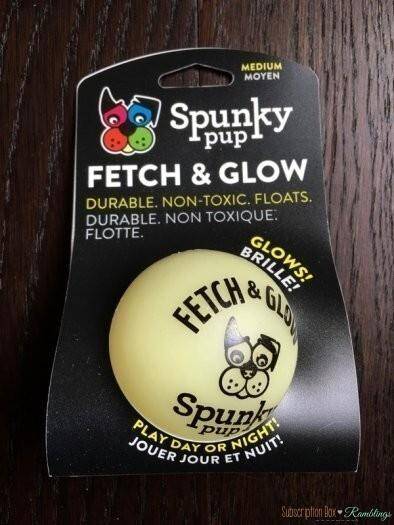 MEDIUM
MOYEN
Spunky
pup
FETCH & GLOW
DURABLE. NON-TOXIC. FLOATS.
DURABLE. NON TOXIQUE.
FLOTTE.
GLOWS!
BRILLE!
FETCH & GLOW
Spunky
pup
PLAY DAY OR NIGHT!
JOUER JOUR ET NUIT!
Subscription Box ♥ Ramblings